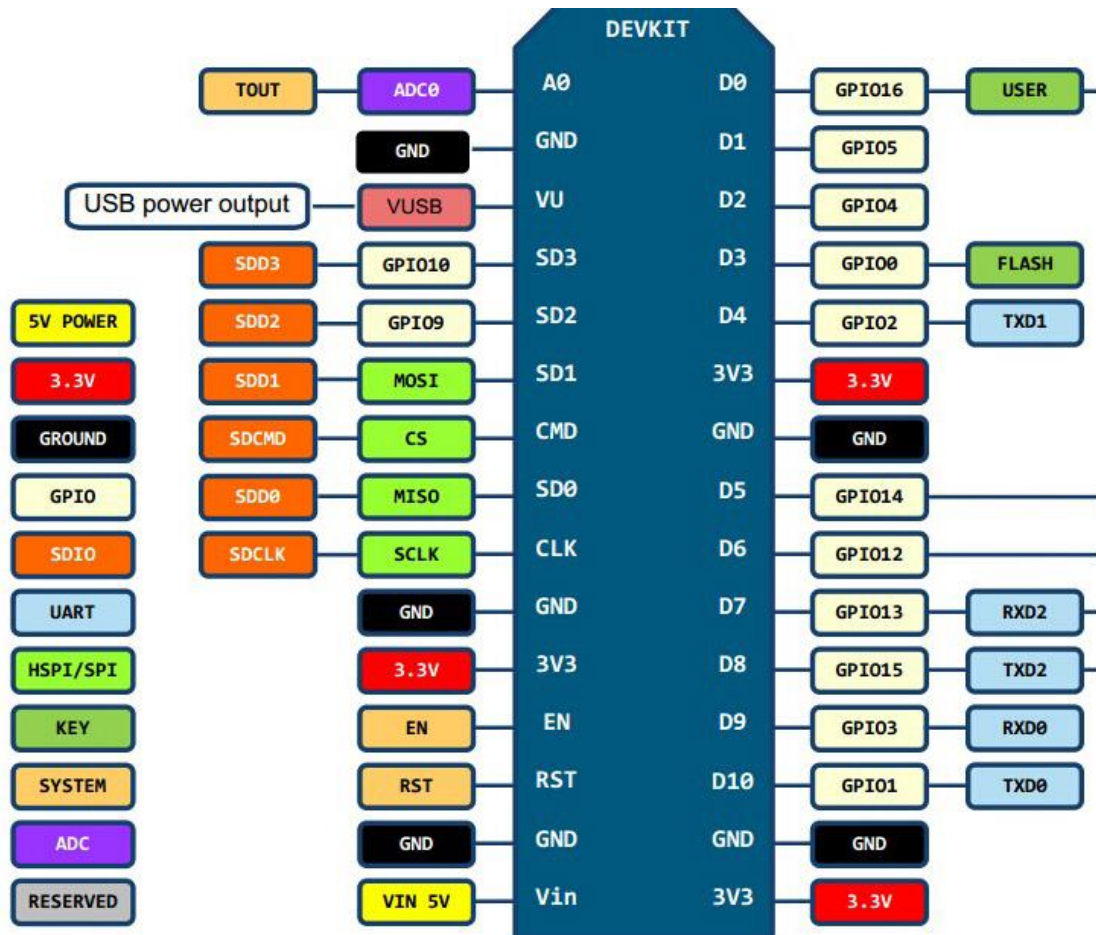 DEVKIT
TOUT ADC0 A0 D0 GPIO16 USER
GND GND D1 GPIO5
USB power output VUSB VU D2 GPIO4
SDD3 GPIO10 SD3 D3 GPIO0 FLASH
5V POWER SDD2 GPIO9 SD2 D4 GPIO2 TXD1
3.3V SDD1 MOSI SD1 3V3 3.3V
GROUND SDCMD CS CMD GND GND
GPIO SDD0 MISO SD0 D5 GPIO14
SDIO SDCLK SCLK CLK D6 GPIO12
UART GND GND D7 GPIO13 RXD2
HSPI/SPI 3.3V 3V3 D8 GPIO15 TXD2
KEY EN EN D9 GPIO3 RXD0
SYSTEM RST RST D10 GPIO1 TXD0
ADC GND GND GND GND
RESERVED VIN 5V Vin 3V3 3.3V